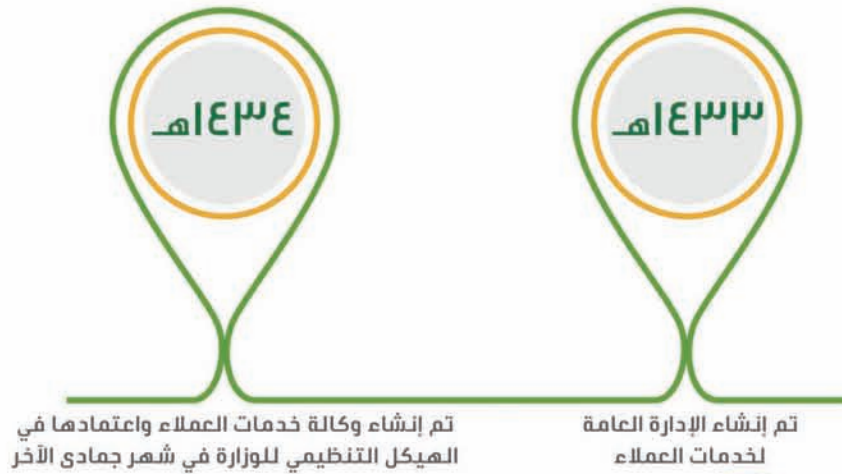 ١٤٣٣هـ
تم إنشاء الإدارة العامة
لخدمات العملاء
١٤٣٤هـ
تم إنشاء وكالة خدمات العملاء واعتمادها في
الهيكل التنظيمي للوزارة في شهر جمادى الآخر